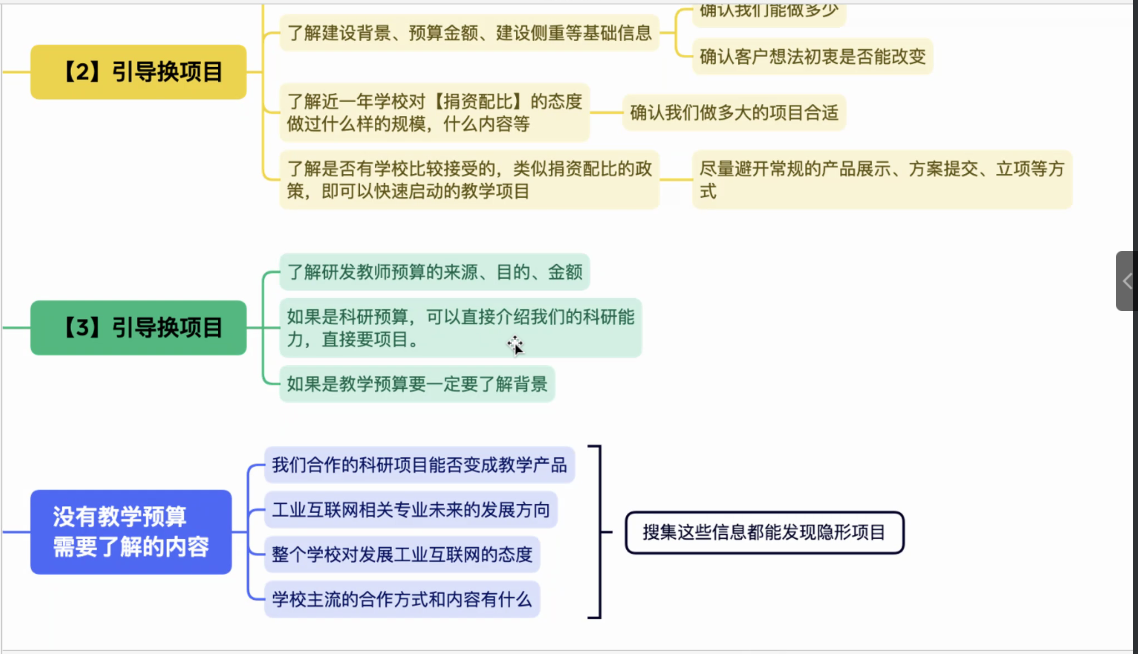 确认我们能做多少
了解建设背景、预算金额、建设侧重等基础信息
确认客户想法初衷是否能改变
【2】引导换项目
了解近一年学校对【捐资配比】的态度
做过什么样的规模，什么内容等
确认我们做多大的项目合适
了解是否有学校比较接受的，类似捐资配比的政
策，即可以快速启动的教学项目
尽量避开常规的产品展示、方案提交、立项等方
式
【3】引导换项目
了解研发教师预算的来源、目的、金额
如果是科研预算，可以直接介绍我们的科研能
力，直接要项目。
如果是教学预算要一定要了解背景
没有教学预算
需要了解的内容
我们合作的科研项目能否变成教学产品
工业互联网相关专业未来的发展方向
整个学校对发展工业互联网的态度
学校主流的合作方式和内容有什么
搜集这些信息都能发现隐形项目